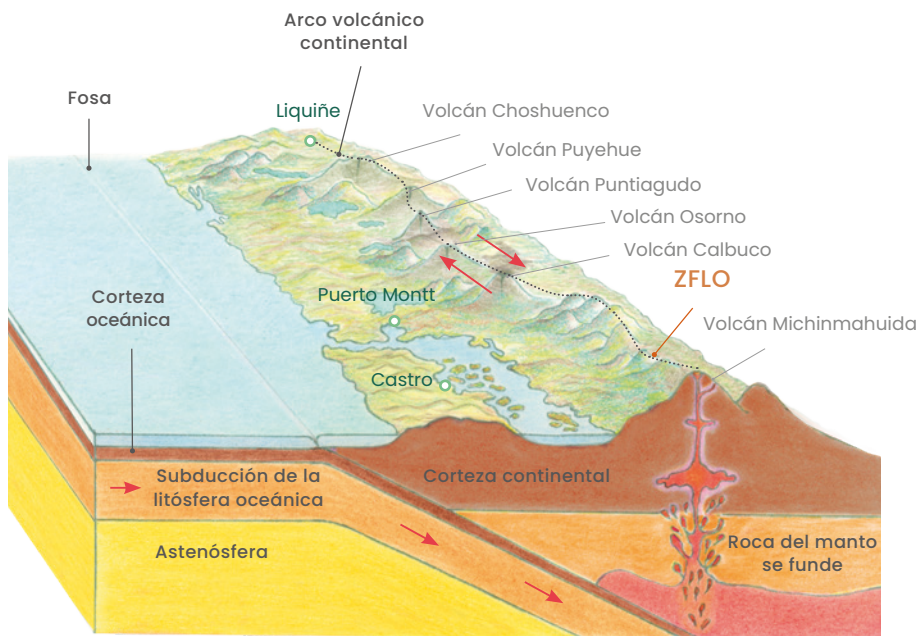 Arco volcánico
continental
Fosa
Liquiñe
Volcán Choshuenco
Volcán Puyehue
Volcán Puntiagudo
Volcán Osorno
Volcán Calbuco
ZFLO
Corteza
oceánica
Puerto Montt
Volcán Michinmahuida
Castro
Subducción de la
litósfera oceánica
Corteza continental
Astenósfera
Roca del manto
se funde